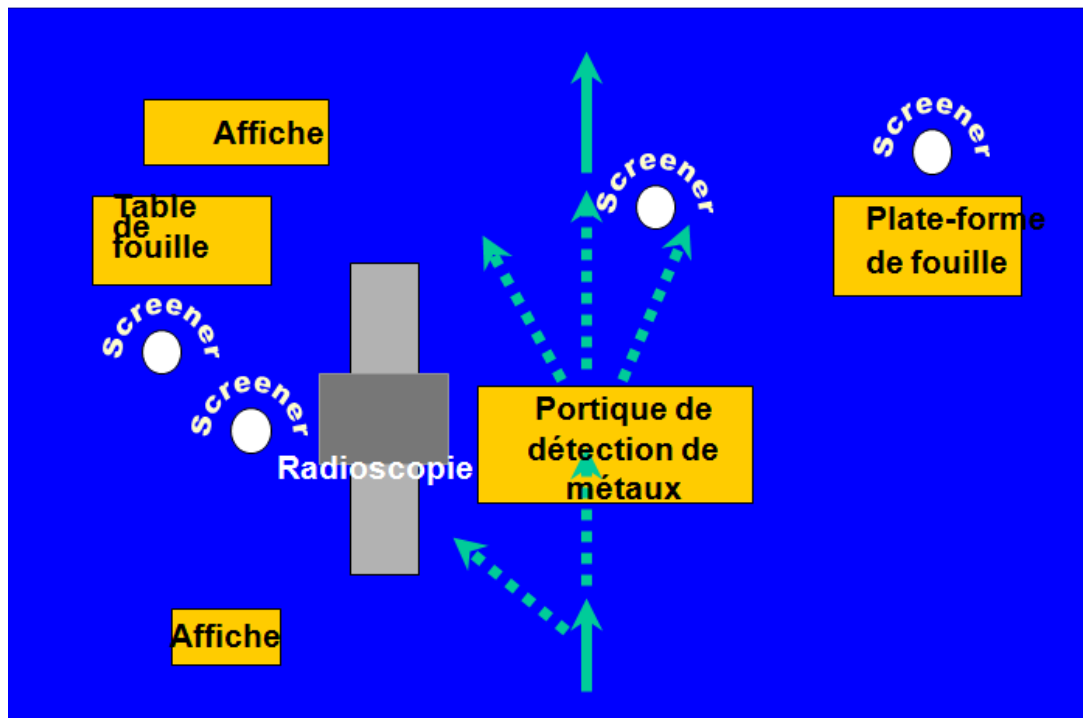 Affiche
Screener
Screener
Table
de
fouille
Plate-forme
de fouille
Screener
Screener
Portique de
détection de
métaux
Radioscopie
Affiche